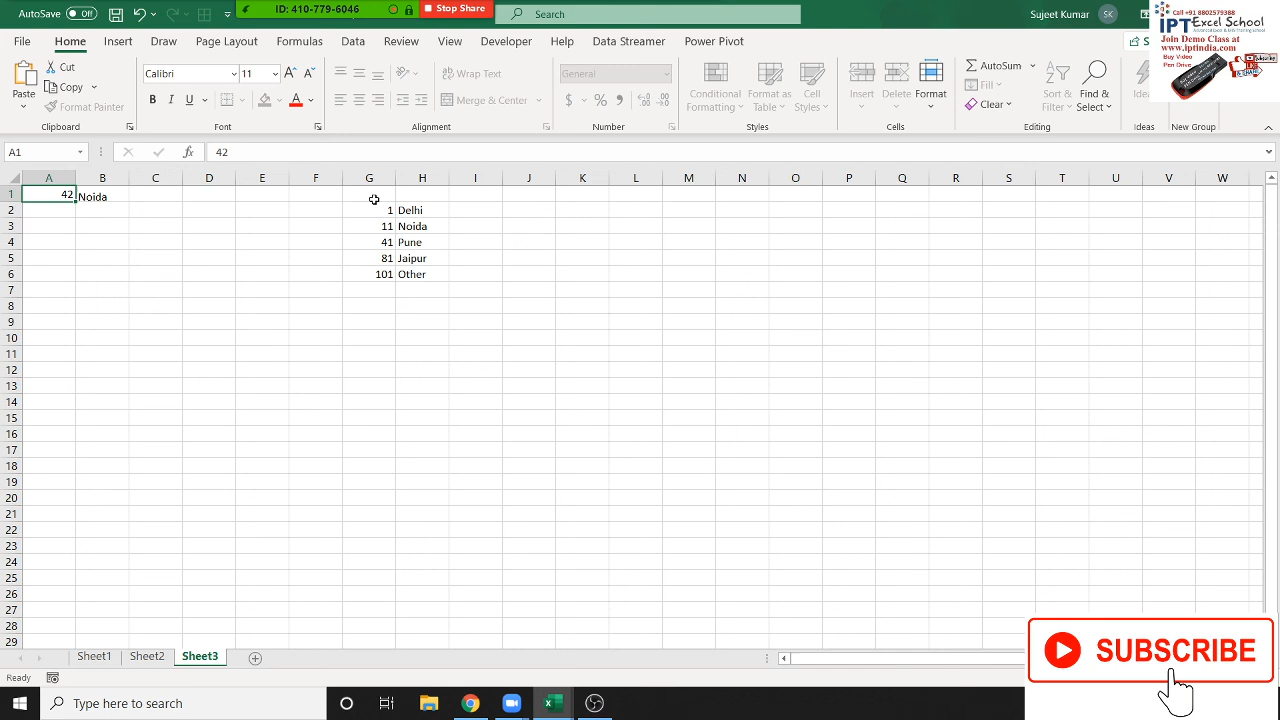 AutoSave Off
ID: 410-779-6046 Stop Share
Search
Sujeet Kumar SK
File Home Insert Draw Page Layout Formulas Data Review View Developer Help Data Streamer Power Pivot
Paste Cut Copy Format Painter Clipboard
Calibri 11 B I U A Font
Wrap Text Merge & Center Alignment
General $ % Number
Conditional Formatting Format as Table Cell Styles Styles
Insert Delete Format Cells
AutoSum Fill Clear Sort & Filter Find & Select Editing
Ideas Ideas
New Group
Call +91 8802579388
IPT Excel School
Advanced Excel & MIS Training School
Join Demo Class at
www.iptindia.com
Buy Video
Pen Drive
A1 fx 42
A B C D E F G H I J K L M N O P Q R S T U V W
1 42 Noida
2 1 Delhi
3 11 Noida
4 41 Pune
5 81 Jaipur
6 101 Other
7
8
9
10
11
12
13
14
15
16
17
18
19
20
21
22
23
24
25
26
27
28
29
Sheet1 Sheet2 Sheet3
SUBSCRIBE
Ready
Type here to search